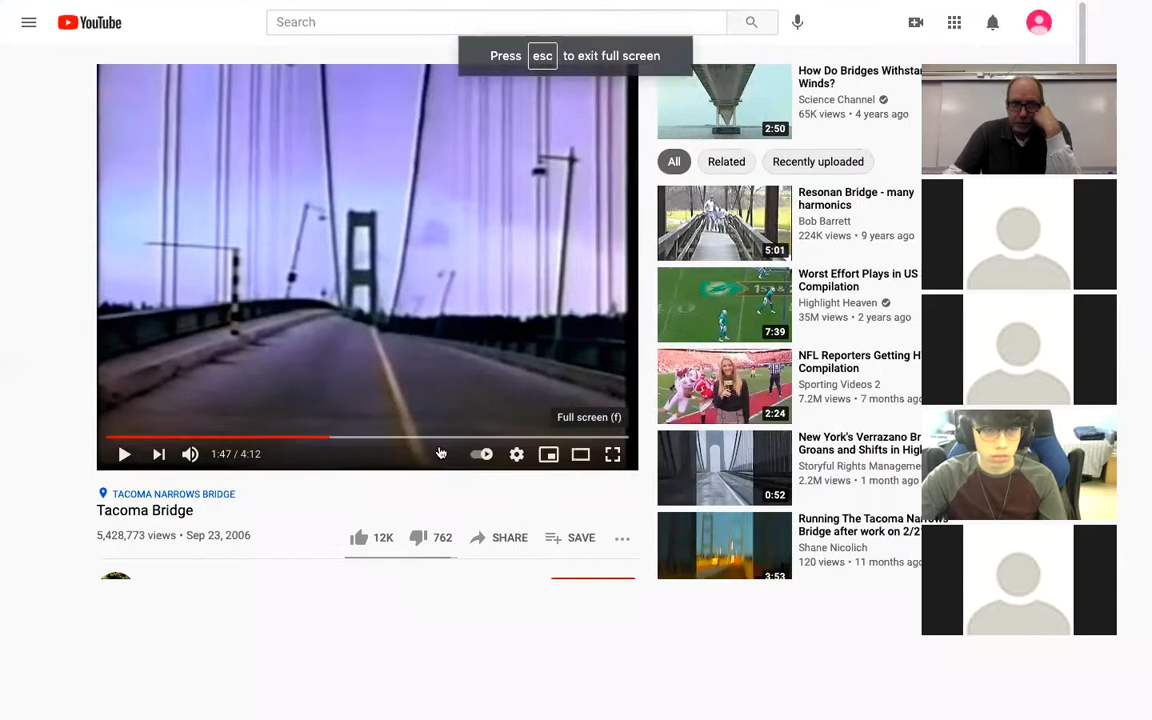 YouTube
Search
Press esc to exit full screen
How Do Bridges Withsta
Winds?
Science Channel
65K views • 4 years ago
2:50
All
Related
Recently uploaded
Resonan Bridge - many
harmonics
Bob Barrett
224K views • 9 years ago
5:01
Worst Effort Plays in US
Compilation
Highlight Heaven
35M views • 2 years ago
7:39
NFL Reporters Getting H
Compilation
Sporting Videos 2
7.2M views • 7 months ago
2:24
New York's Verrazano Br
Groans and Shifts in Hig
Storyful Rights Manageme
2.2M views • 1 month ago
0:52
Running The Tacoma Narrows
Bridge after work on 2/2
Shane Nicolich
120 views • 11 months ago
3:53
Full screen (f)
1:47 / 4:12
TACOMA NARROWS BRIDGE
Tacoma Bridge
5,428,773 views • Sep 23, 2006
12K
762
SHARE
SAVE